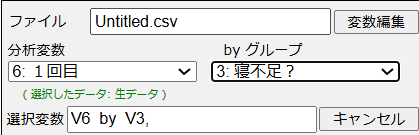 ファイル Untitled.csv 変数編集
分析変数 by グループ
6: １回目 3: 寝不足？
( 選択したデータ: 生データ )
選択変数 V6 by V3, キャンセル